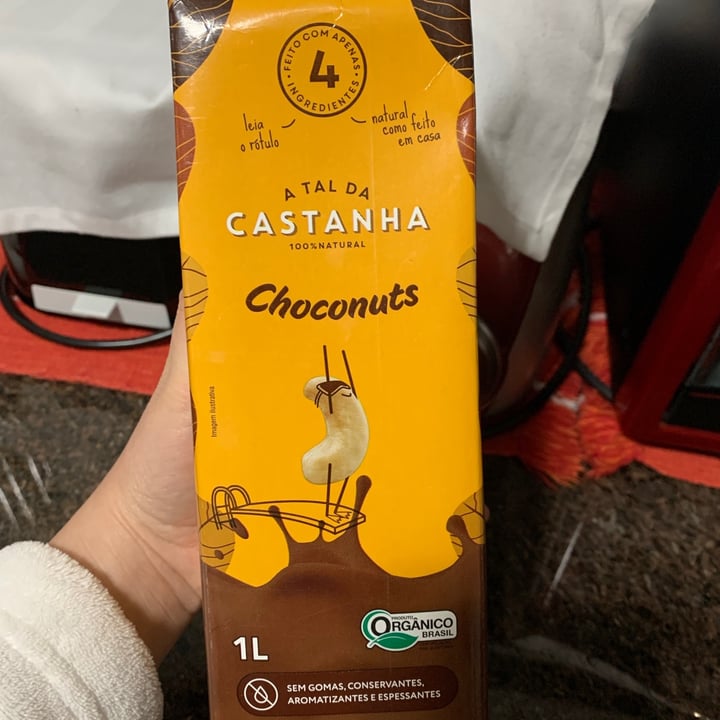 FEITO COM APENAS
4
INGREDIENTES
leia
o rótulo
natural
como feito
em casa
A TAL DA
CASTANHA
100%NATURAL
Choconuts
Imagem ilustrativa
PRODUTO
ORGÂNICO
BRASIL
1L
SEM GOMAS, CONSERVANTES,
AROMATIZANTES E ESPESSANTES